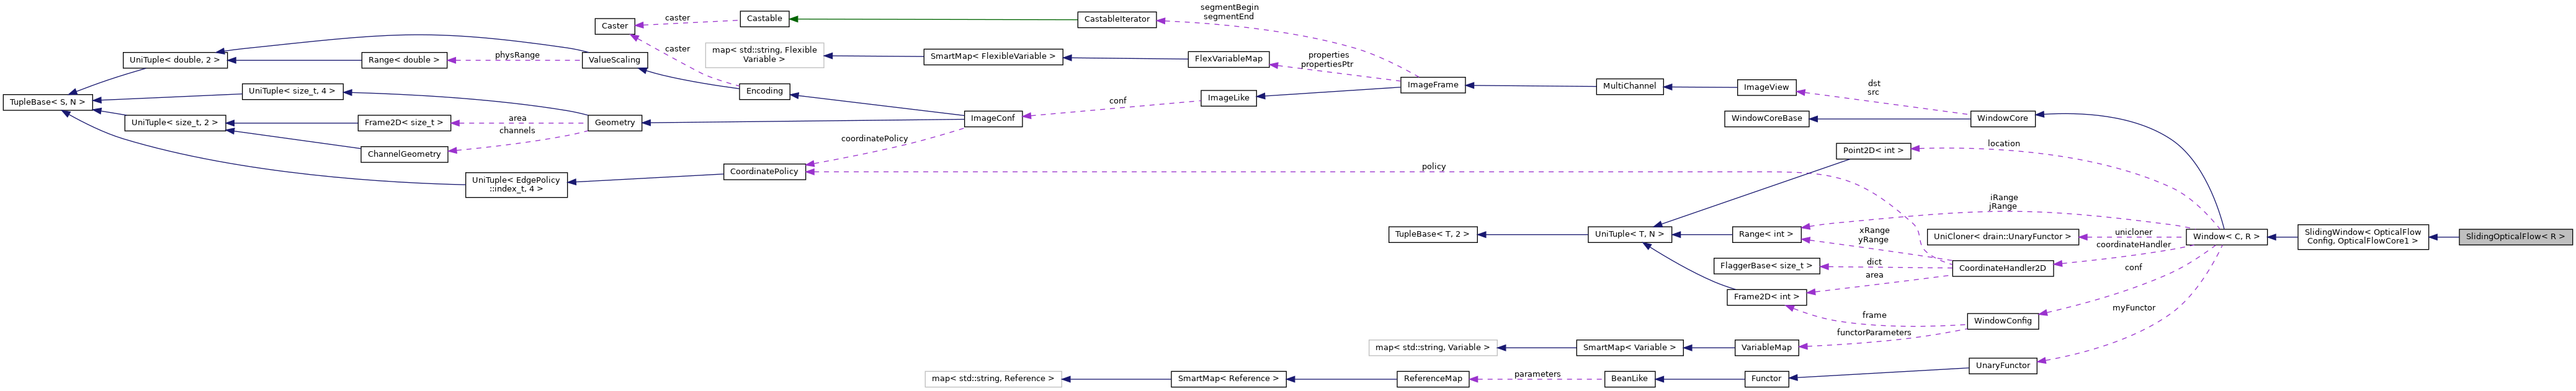 Caster
caster
Castable
CastableIterator
segmentBegin
segmentEnd
UniTuple< double, 2 >
Range< double >
physRange
ValueScaling
caster
map< std::string, Flexible
Variable >
SmartMap< FlexibleVariable >
FlexVariableMap
properties
propertiesPtr
TupleBase< S, N >
UniTuple< size_t, 4 >
Encoding
ImageLike
ImageFrame
MultiChannel
ImageView
dst
src
UniTuple< size_t, 2 >
Frame2D< size_t >
area
channels
Geometry
ImageConf
conf
WindowCoreBase
WindowCore
ChannelGeometry
coordinatePolicy
Point2D< int >
location
UniTuple< EdgePolicy
::index_t, 4 >
CoordinatePolicy
policy
iRange
jRange
TupleBase< T, 2 >
UniTuple< T, N >
Range< int >
xRange
yRange
UniCloner< drain::UnaryFunctor >
unicloner
coordinateHandler
Window< C, R >
SlidingWindow< OpticalFlow
Config, OpticalFlowCore1 >
SlidingOpticalFlow< R >
FlaggerBase< size_t >
dict
area
CoordinateHandler2D
conf
Frame2D< int >
frame
functorParameters
WindowConfig
myFunctor
map< std::string, Variable >
SmartMap< Variable >
VariableMap
UnaryFunctor
map< std::string, Reference >
SmartMap< Reference >
ReferenceMap
parameters
BeanLike
Functor